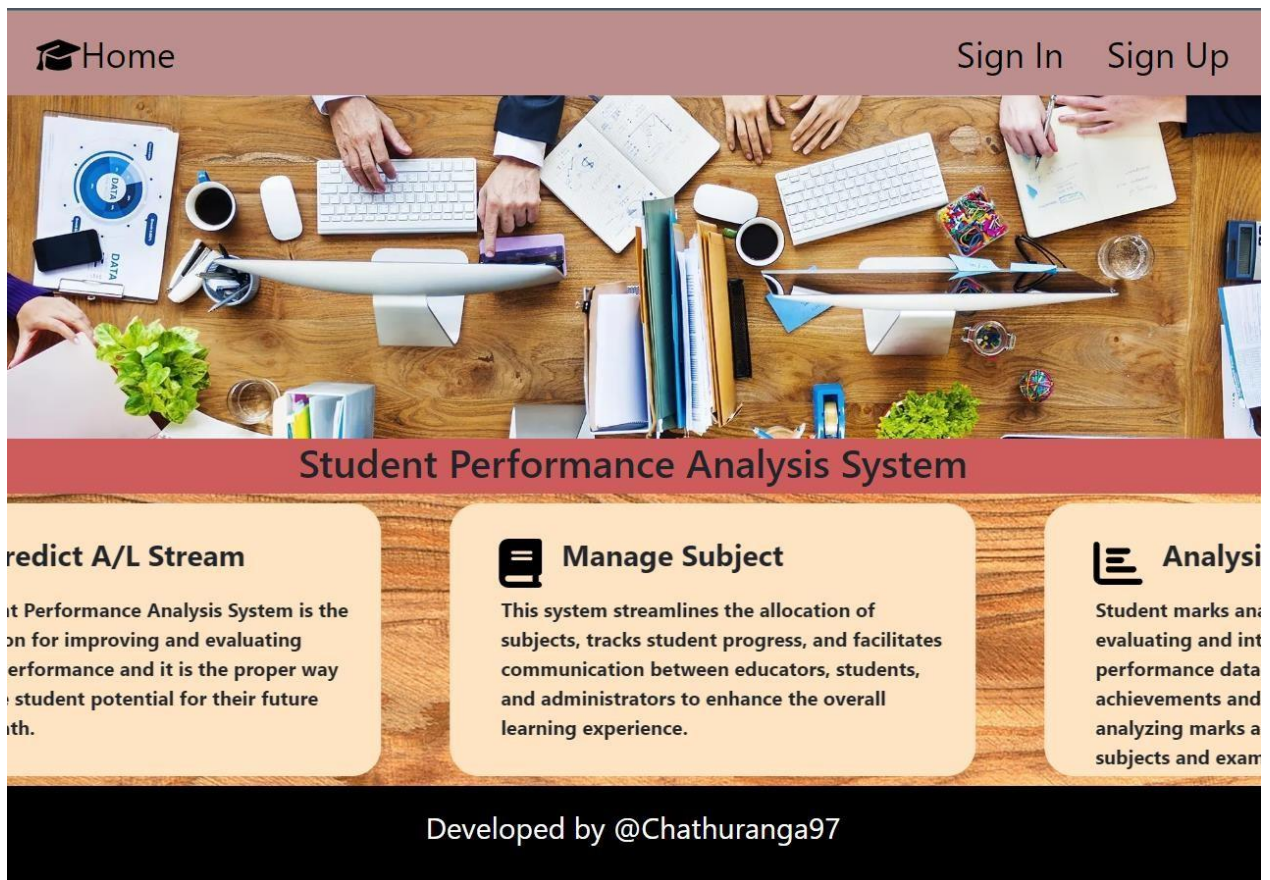 Home
Sign In Sign Up
DATA
DATA
Student Performance Analysis System
redict A/L Stream
t Performance Analysis System is the
on for improving and evaluating
erformance and it is the proper way
student potential for their future
th.
Manage Subject
This system streamlines the allocation of
subjects, tracks student progress, and facilitates
communication between educators, students,
and administrators to enhance the overall
learning experience.
Analysi
Student marks ana
evaluating and int
performance data
achievements and
analyzing marks a
subjects and exam
Developed by @Chathuranga97